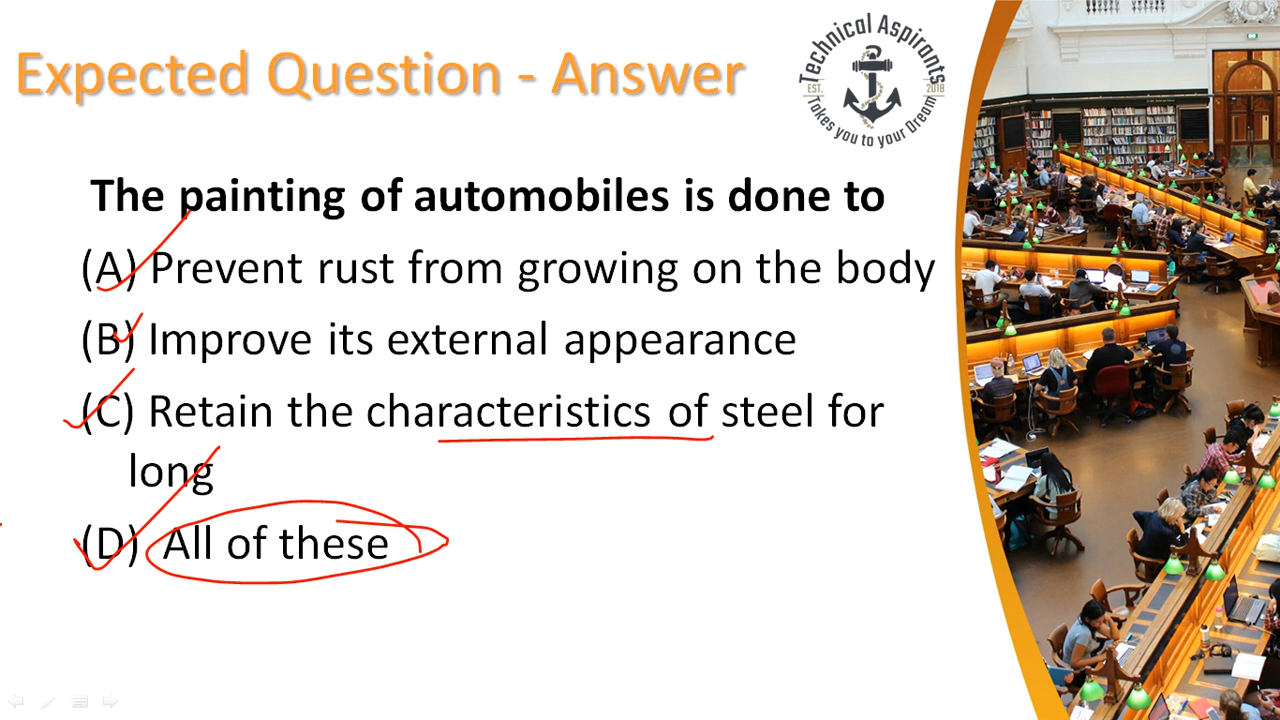 Expected Question - Answer
Technical Aspirants
EST. 2018
Takes you to your Dream
The painting of automobiles is done to
(A) Prevent rust from growing on the body
(B) Improve its external appearance
(C) Retain the characteristics of steel for
long
(D) All of these